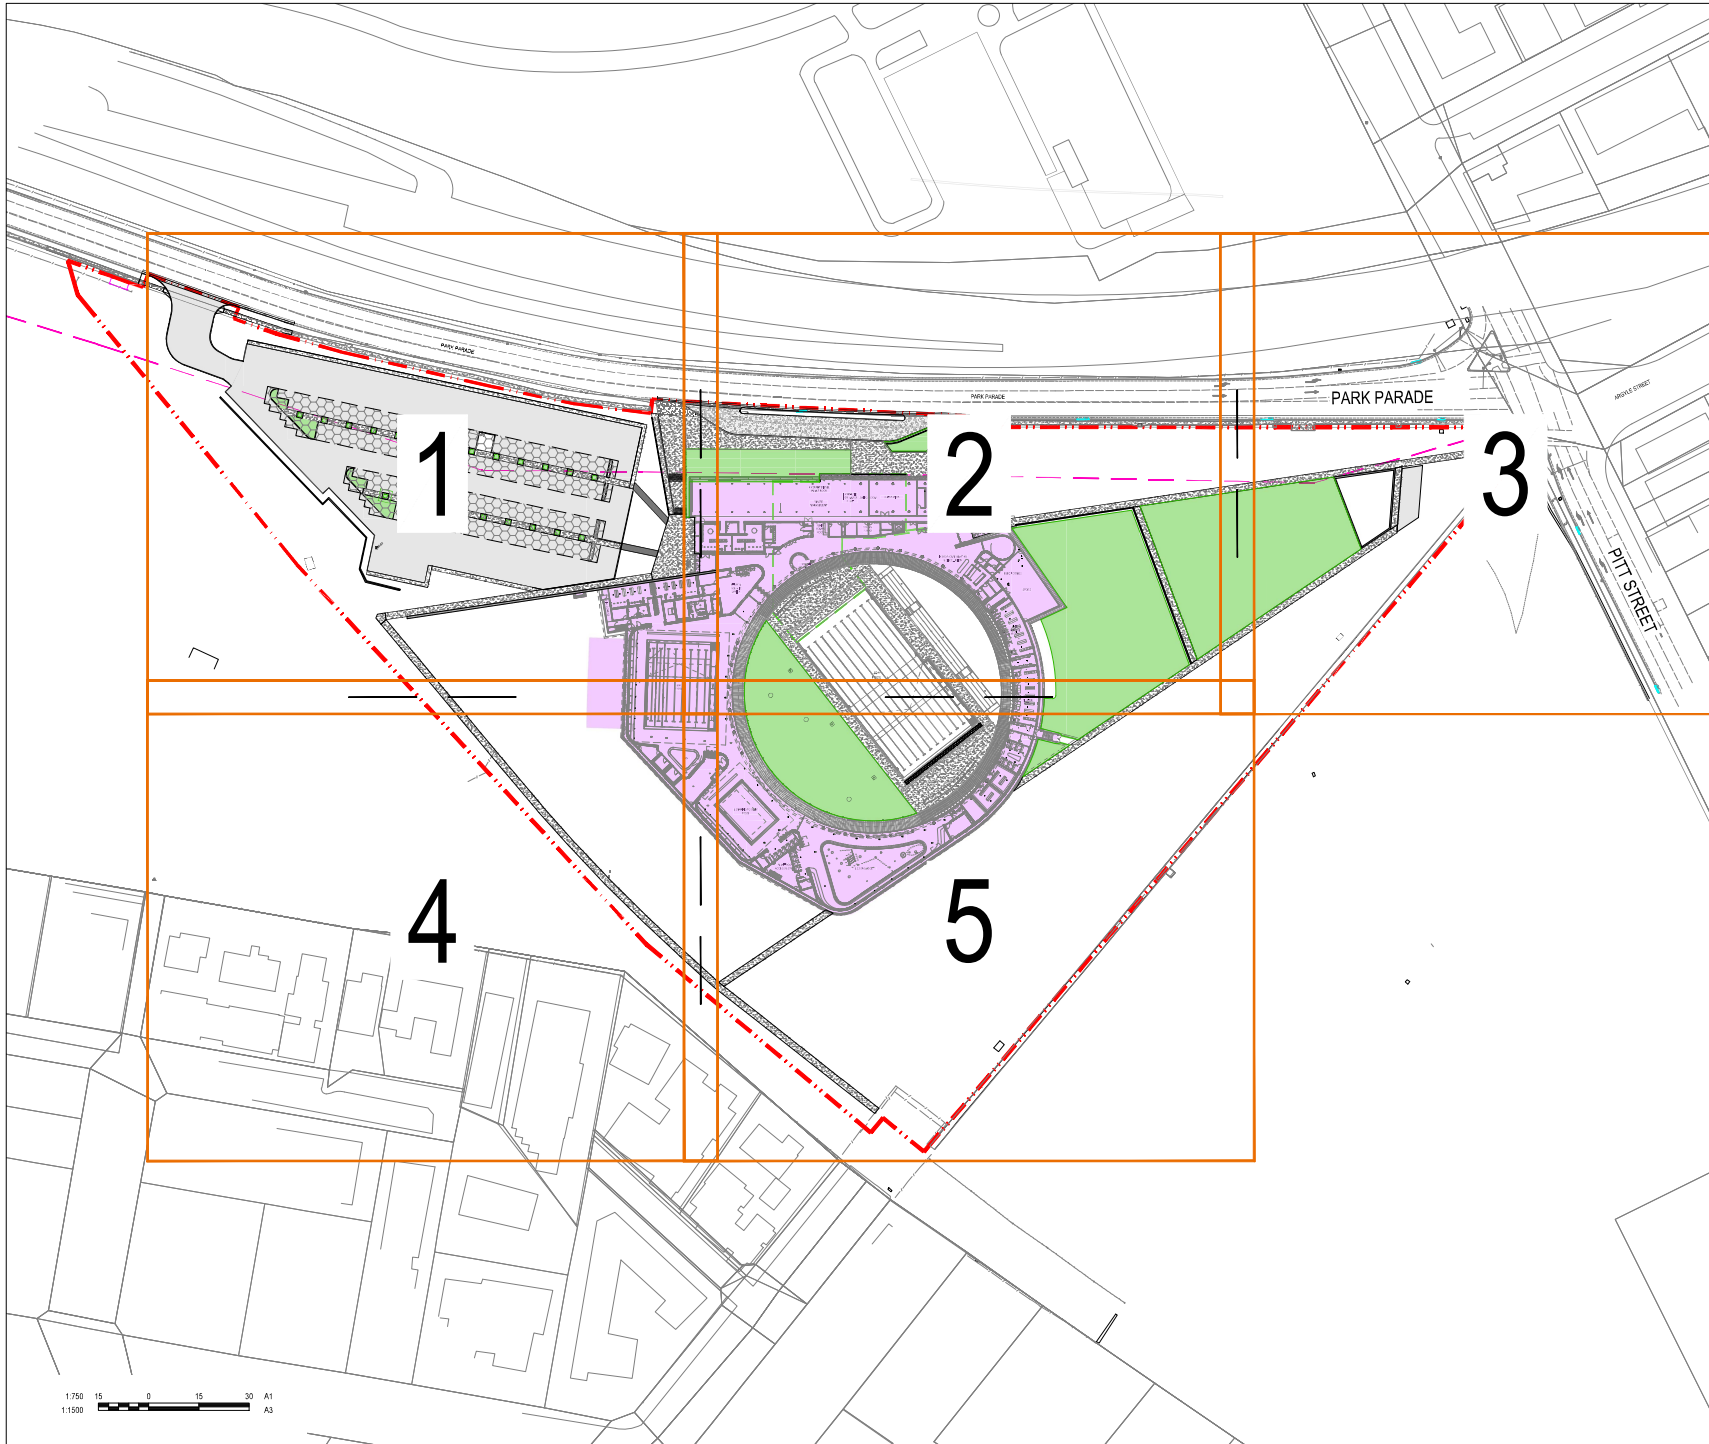 PARK PARADE
PARK PARADE
PARK PARADE
ARGYLE STREET
1
2
3
PITT STREET
4
5
1:750 15 0 15 30 A1
1:1500 A3